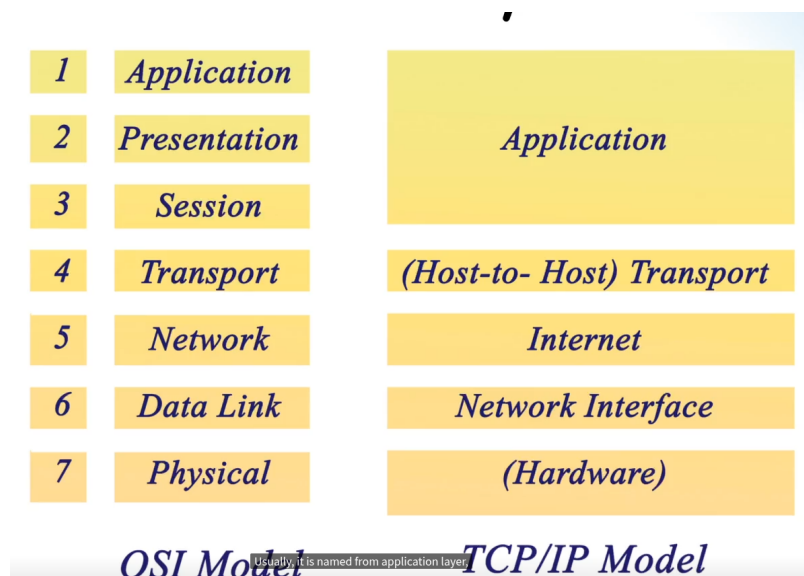 1 Application
2 Presentation
3 Session
Application
4 Transport (Host-to- Host) Transport
5 Network Internet
6 Data Link Network Interface
7 Physical (Hardware)
OSI Model TCP/IP Model
Usually, it is named from application layer,